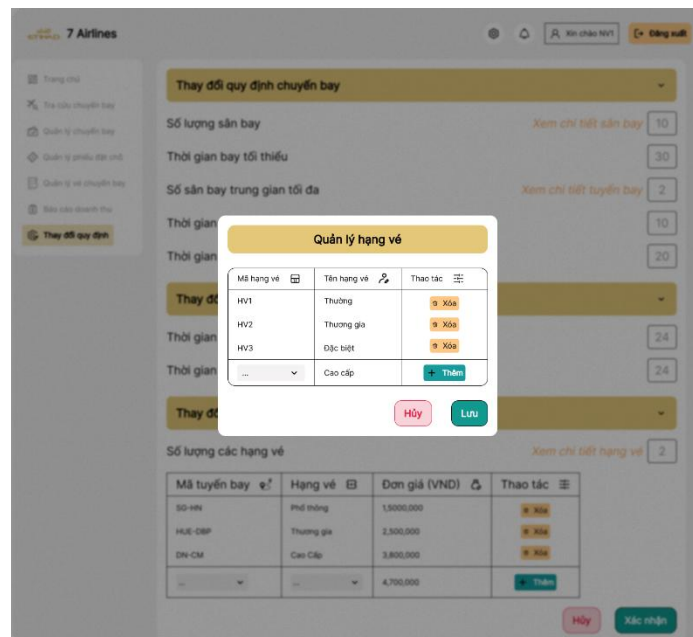 ETIHAD 7 Airlines Xin chào NV1 Đăng xuất
Trang chủ
Tra cứu chuyến bay
Quản lý chuyến bay
Quản lý phiếu đặt chỗ
Quản lý vé chuyến bay
Báo cáo doanh thu
Thay đổi quy định
Thay đổi quy định chuyến bay
Số lượng sân bay Xem chi tiết sân bay 10
Thời gian bay tối thiểu 30
Số sân bay trung gian tối đa Xem chi tiết tuyến bay 2
Thời gian 10
Thời gian 20
Thay đổ
Thời gian 24
Thời gian 24
Thay đổ
Quản lý hạng vé
Mã hạng vé Tên hạng vé Thao tác
HV1 Thường Xóa
HV2 Thương gia Xóa
HV3 Đặc biệt Xóa
... Cao cấp + Thêm
Hủy Lưu
Số lượng các hạng vé Xem chi tiết hạng vé 2
Mã tuyến bay Hạng vé Đơn giá (VND) Thao tác
SG-HN Phổ thông 1,5000,000 Xóa
HUE-DBP Thương gia 2,500,000 Xóa
DN-CM Cao Cấp 3,800,000 Xóa
... ... 4,700,000 + Thêm
Hủy Xác nhận